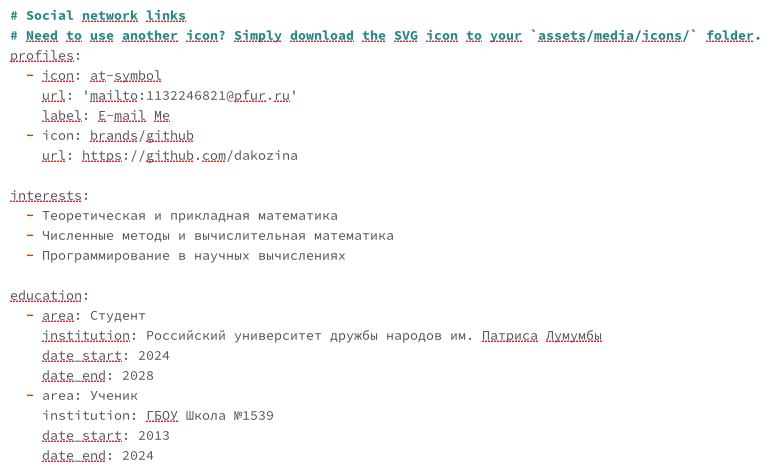 # Social network links
# Need to use another icon? Simply download the SVG icon to your `assets/media/icons/` folder.
profiles:
  - icon: at-symbol
    url: 'mailto:1132246821@pfur.ru'
    label: E-mail Me
  - icon: brands/github
    url: https://github.com/dakozina

interests:
  - Теоретическая и прикладная математика
  - Численные методы и вычислительная математика
  - Программирование в научных вычислениях

education:
  - area: Студент
    institution: Российский университет дружбы народов им. Патриса Лумумбы
    date_start: 2024
    date_end: 2028
  - area: Ученик
    institution: ГБОУ Школа №1539
    date_start: 2013
    date_end: 2024